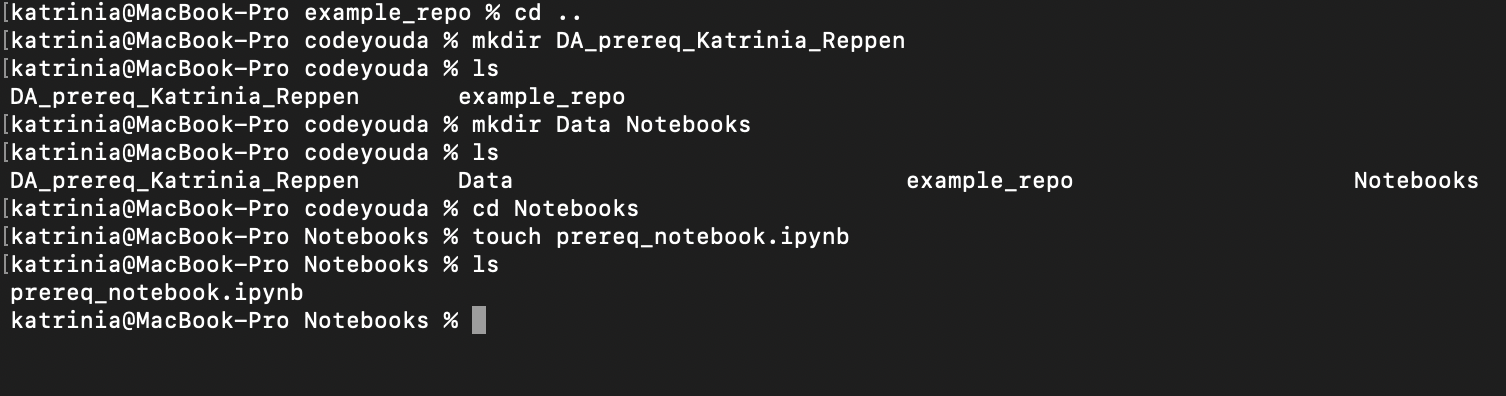 [katrinia@MacBook-Pro example_repo % cd ..
[katrinia@MacBook-Pro codeyouda % mkdir DA_prereq_Katrinia_Reppen
[katrinia@MacBook-Pro codeyouda % ls
DA_prereq_Katrinia_Reppen example_repo
[katrinia@MacBook-Pro codeyouda % mkdir Data Notebooks
[katrinia@MacBook-Pro codeyouda % ls
DA_prereq_Katrinia_Reppen Data example_repo Notebooks
[katrinia@MacBook-Pro codeyouda % cd Notebooks
[katrinia@MacBook-Pro Notebooks % touch prereq_notebook.ipynb
[katrinia@MacBook-Pro Notebooks % ls
prereq_notebook.ipynb
katrinia@MacBook-Pro Notebooks %